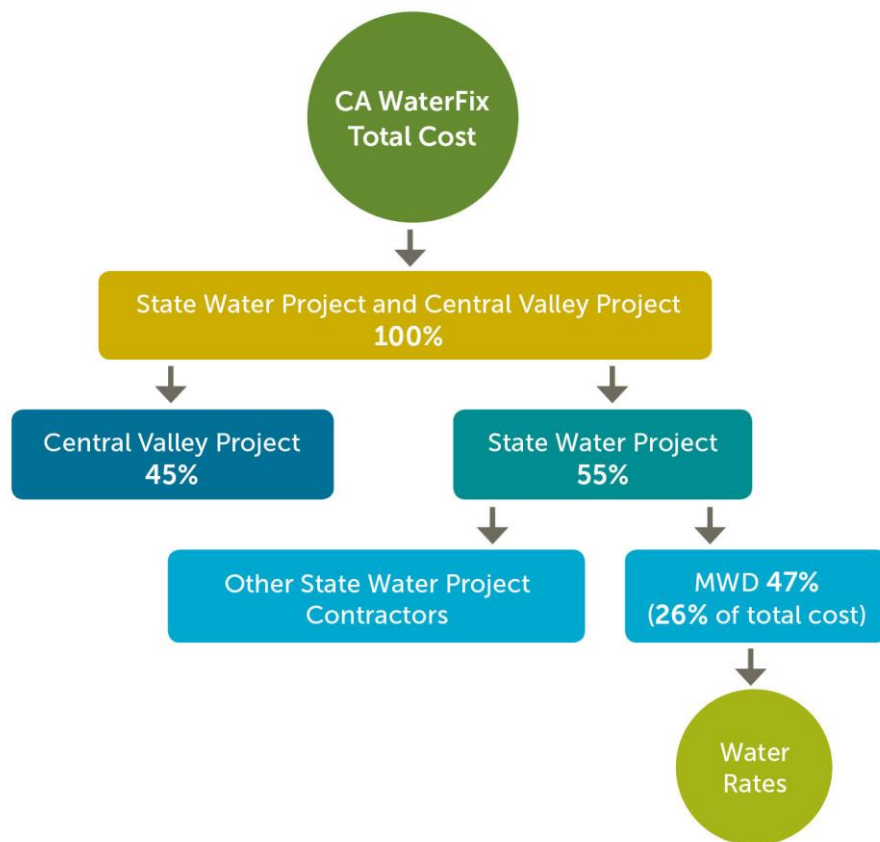 CA WaterFix
Total Cost
State Water Project and Central Valley Project
100%
Central Valley Project
45%
State Water Project
55%
Other State Water Project
Contractors
MWD 47%
(26% of total cost)
Water
Rates